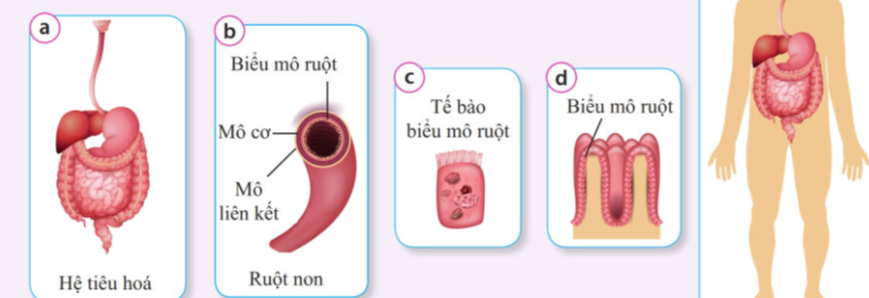 a
Hệ tiêu hoá
b
Biểu mô ruột
Mô cơ
Mô
liên kết
Ruột non
c
Tế bào
biểu mô ruột
d
Biểu mô ruột